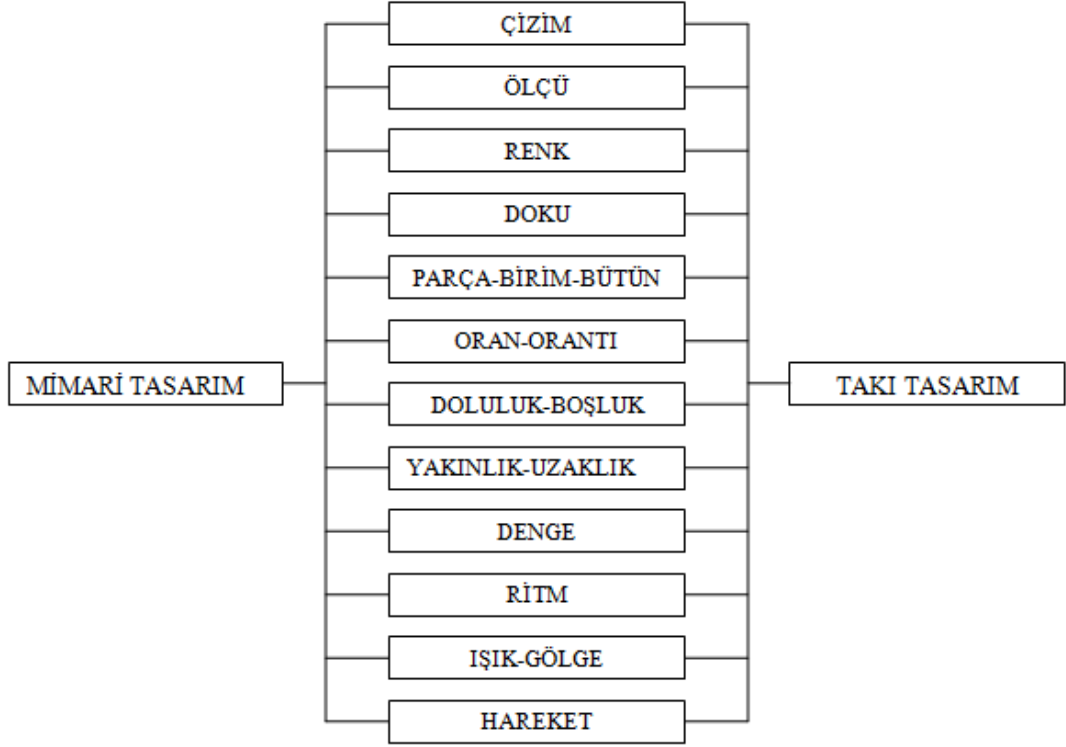 ÇİZİM
ÖLÇÜ
RENK
DOKU
PARÇA-BİRİM-BÜTÜN
ORAN-ORANTI
MİMARİ TASARIM
DOLULUK-BOŞLUK
TAKI TASARIM
YAKINLIK-UZAKLIK
DENGE
RİTM
IŞIK-GÖLGE
HAREKET